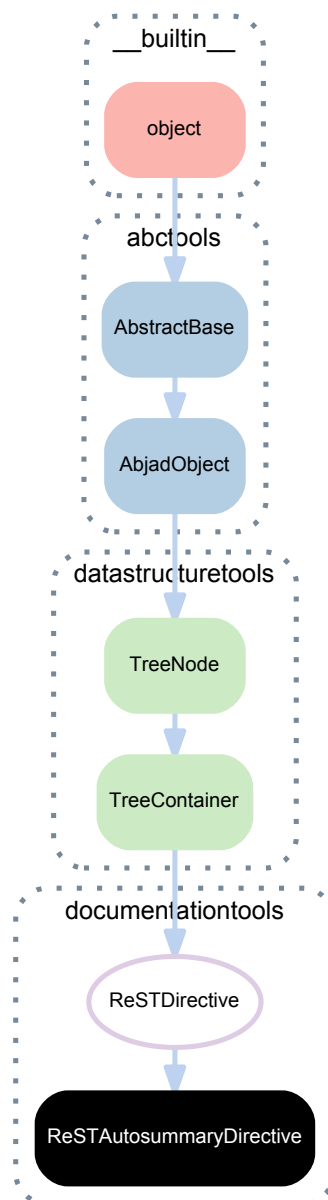 __builtin__
object
abctools
AbstractBase
AbjadObject
datastructuretools
TreeNode
TreeContainer
documentationtools
ReSTDirective
ReSTAutosummaryDirective